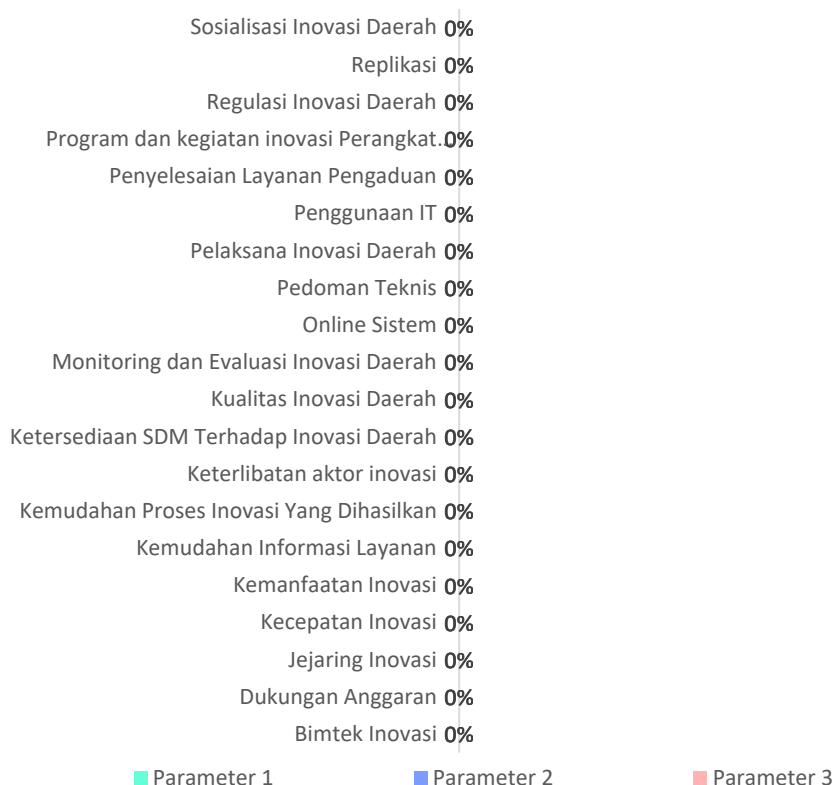 Sosialisasi Inovasi Daerah 0%
Replikasi 0%
Regulasi Inovasi Daerah 0%
Program dan kegiatan inovasi Perangkat… 0%
Penyelesaian Layanan Pengaduan 0%
Penggunaan IT 0%
Pelaksana Inovasi Daerah 0%
Pedoman Teknis 0%
Online Sistem 0%
Monitoring dan Evaluasi Inovasi Daerah 0%
Kualitas Inovasi Daerah 0%
Ketersediaan SDM Terhadap Inovasi Daerah 0%
Keterlibatan aktor inovasi 0%
Kemudahan Proses Inovasi Yang Dihasilkan 0%
Kemudahan Informasi Layanan 0%
Kemanfaatan Inovasi 0%
Kecepatan Inovasi 0%
Jejaring Inovasi 0%
Dukungan Anggaran 0%
Bimtek Inovasi 0%
Parameter 1 Parameter 2 Parameter 3